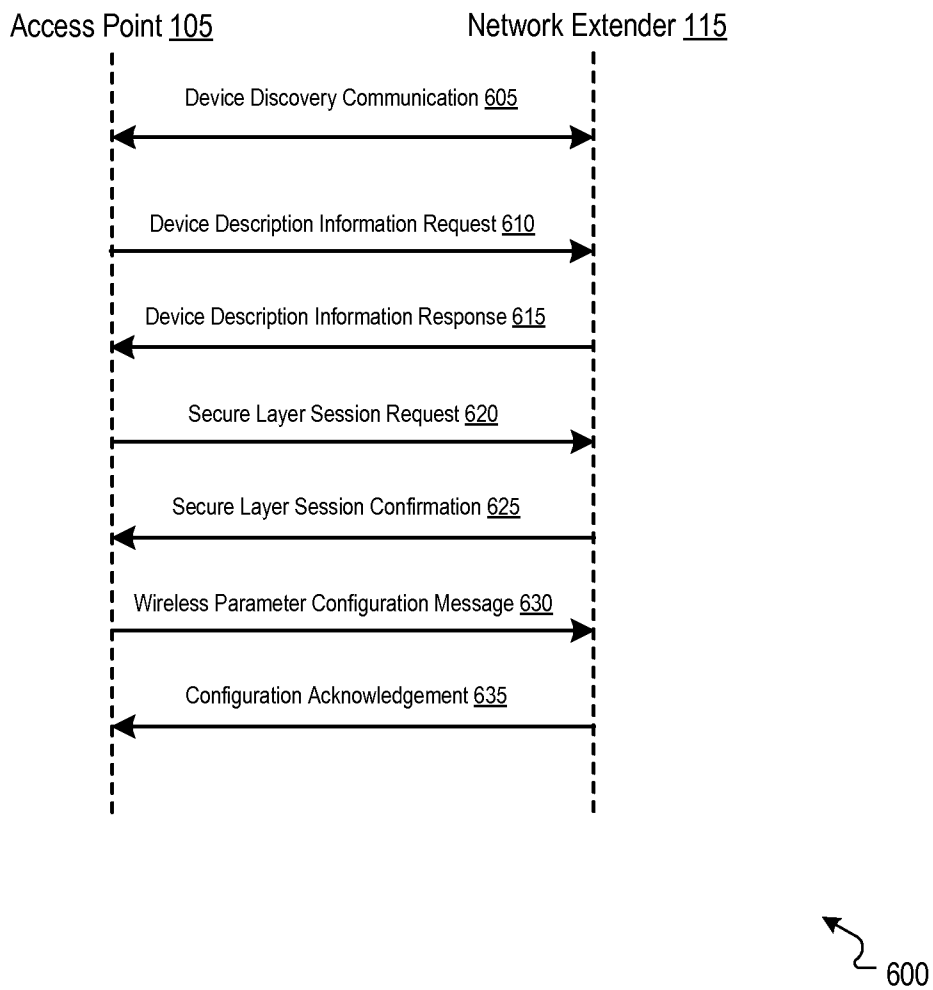 Access Point 105
Network Extender 115
Device Discovery Communication 605
Device Description Information Request 610
Device Description Information Response 615
Secure Layer Session Request 620
Secure Layer Session Confirmation 625
Wireless Parameter Configuration Message 630
Configuration Acknowledgement 635
600